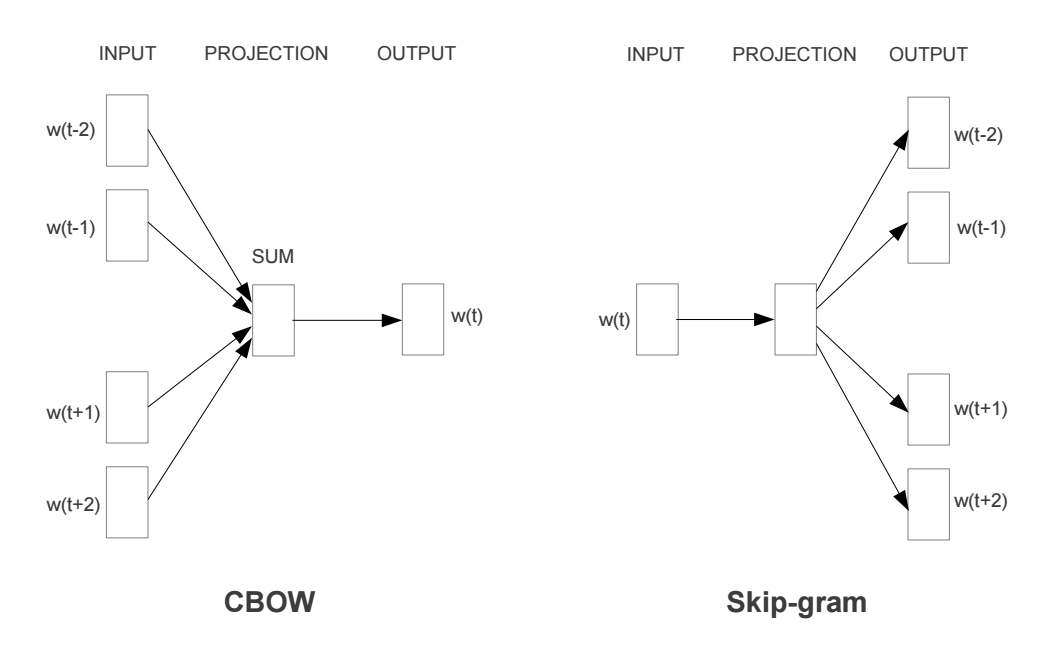 INPUT PROJECTION OUTPUT
w(t-2)
w(t-1)
SUM
w(t)
w(t+1)
w(t+2)
CBOW
INPUT PROJECTION OUTPUT
w(t-2)
w(t-1)
w(t)
w(t+1)
w(t+2)
Skip-gram